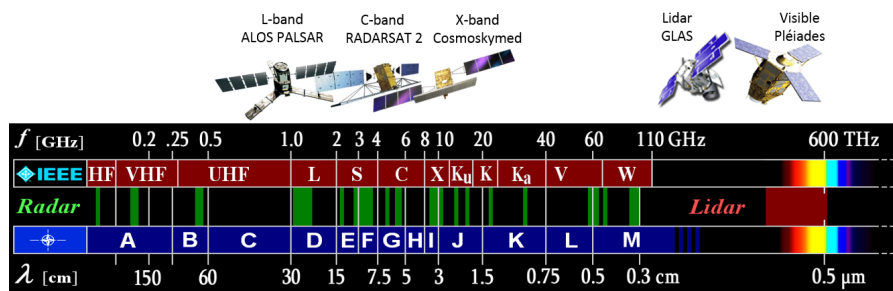 L-band C-band X-band Lidar Visible
ALOS PALSAR RADARSAT 2 Cosmoskymed GLAS Pléiades
f [GHz] 0.2 .25 0.5 1.0 2 3 4 6 8 10 20 40 60 110 GHz 600 THz
IEEE HF VHF UHF L S C X Ku K Ka V W
Radar Lidar
A B C D E F G H I J K L M
λ [cm] 150 60 30 15 7.5 5 3 1.5 0.75 0.5 0.3 cm 0.5 µm